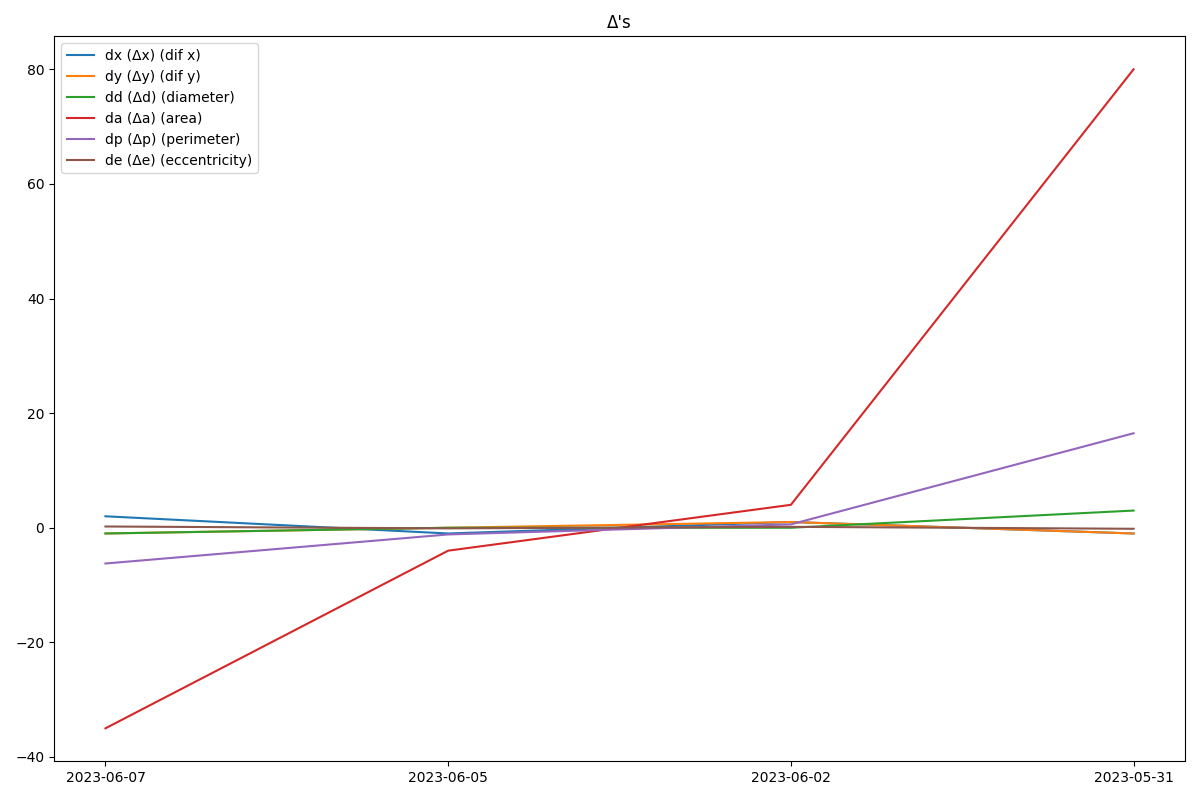 Δ's
dx (Δx) (dif x)
dy (Δy) (dif y)
dd (Δd) (diameter)
da (Δa) (area)
dp (Δp) (perimeter)
de (Δe) (eccentricity)
80
60
40
20
0
−20
−40
2023-06-07 2023-06-05 2023-06-02 2023-05-31